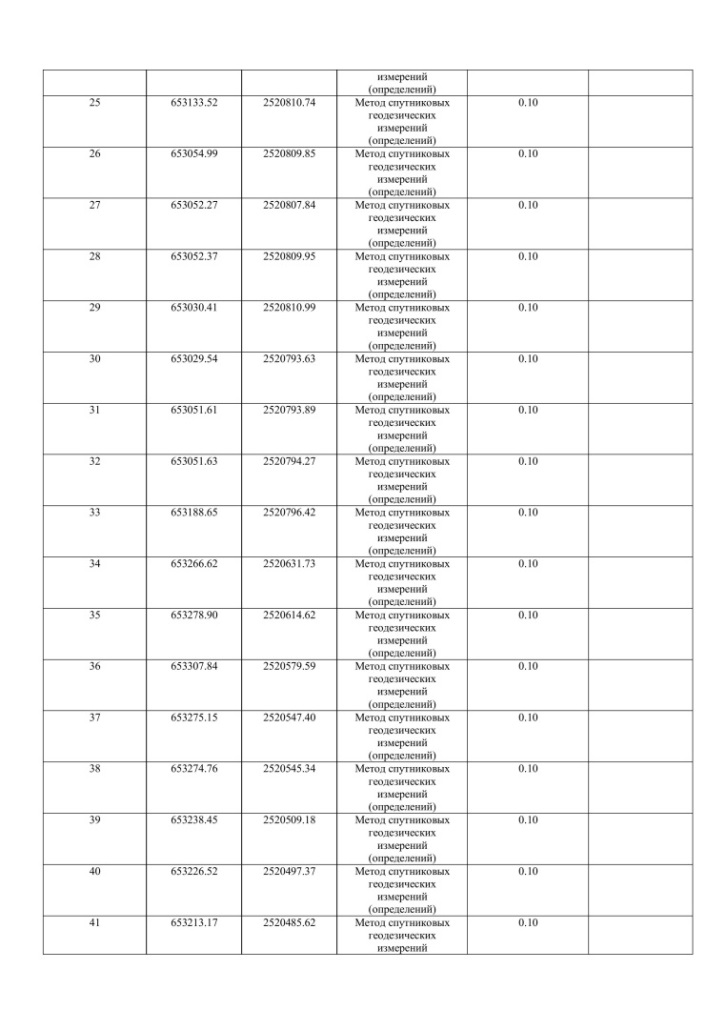 измерений
(определений)
25 653133.52 2520810.74 Метод спутниковых 0.10
геодезических
измерений
(определений)
26 653054.99 2520809.85 Метод спутниковых 0.10
геодезических
измерений
(определений)
27 653052.27 2520807.84 Метод спутниковых 0.10
геодезических
измерений
(определений)
28 653052.37 2520809.95 Метод спутниковых 0.10
геодезических
измерений
(определений)
29 653030.41 2520810.99 Метод спутниковых 0.10
геодезических
измерений
(определений)
30 653029.54 2520793.63 Метод спутниковых 0.10
геодезических
измерений
(определений)
31 653051.61 2520793.89 Метод спутниковых 0.10
геодезических
измерений
(определений)
32 653051.63 2520794.27 Метод спутниковых 0.10
геодезических
измерений
(определений)
33 653188.65 2520796.42 Метод спутниковых 0.10
геодезических
измерений
(определений)
34 653266.62 2520631.73 Метод спутниковых 0.10
геодезических
измерений
(определений)
35 653278.90 2520614.62 Метод спутниковых 0.10
геодезических
измерений
(определений)
36 653307.84 2520579.59 Метод спутниковых 0.10
геодезических
измерений
(определений)
37 653275.15 2520547.40 Метод спутниковых 0.10
геодезических
измерений
(определений)
38 653274.76 2520545.34 Метод спутниковых 0.10
геодезических
измерений
(определений)
39 653238.45 2520509.18 Метод спутниковых 0.10
геодезических
измерений
(определений)
40 653226.52 2520497.37 Метод спутниковых 0.10
геодезических
измерений
(определений)
41 653213.17 2520485.62 Метод спутниковых 0.10
геодезических
измерений